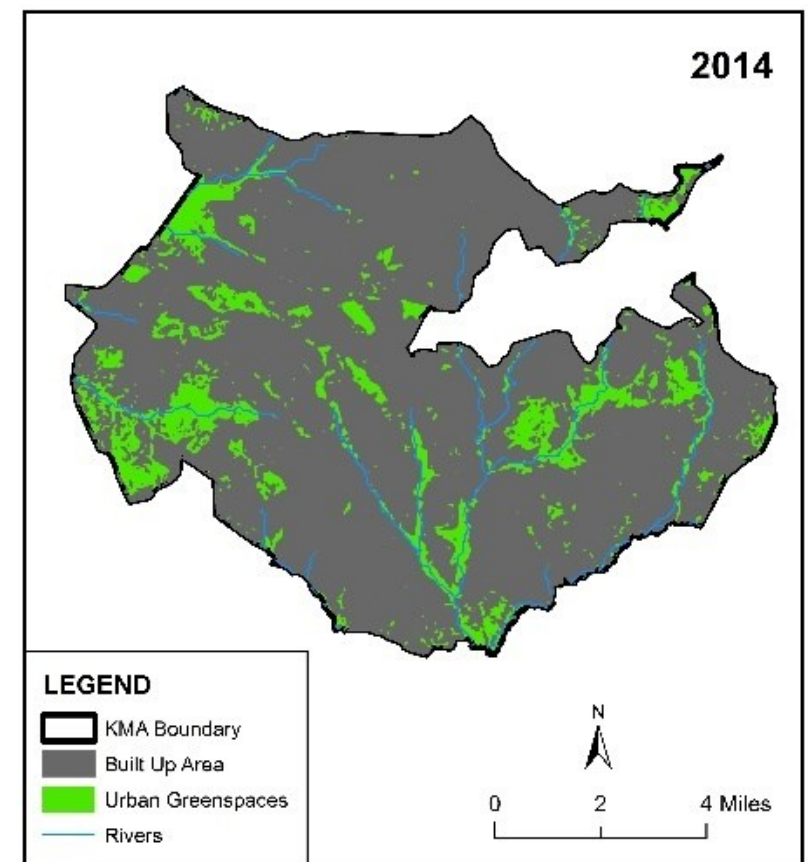 2014
LEGEND
KMA Boundary
Built Up Area
Urban Greenspaces
Rivers
N
0 2 4 Miles